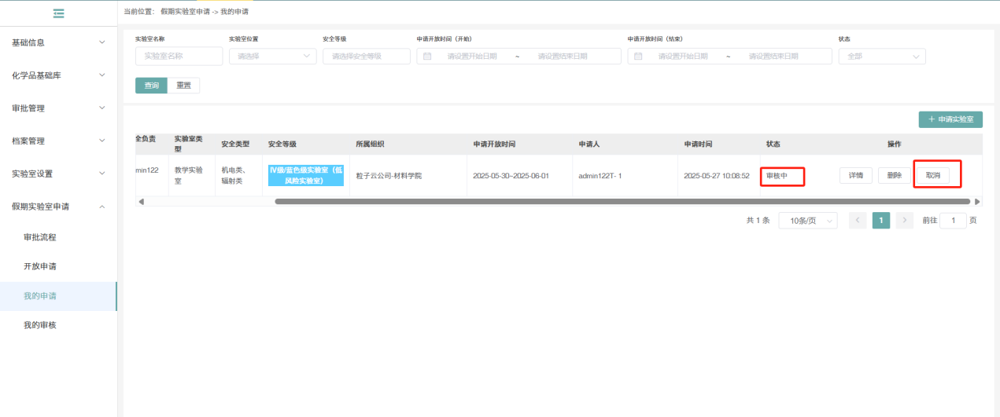 当前位置: 假期实验室申请 -> 我的申请
基础信息
化学品基础库
审批管理
档案管理
实验室设置
假期实验室申请
审批流程
开放申请
我的申请
我的审核
实验室名称 实验室位置 安全等级 申请开放时间（开始） 申请开放时间（结束） 状态
实验室名称 请选择 请选择安全等级 请设置开始日期 ~ 请设置结束日期 请设置开始日期 ~ 请设置结束日期 全部
查询 重置
+ 申请实验室
全负责 实验室类型 安全类型 安全等级 所属组织 申请开放时间 申请人 申请时间 状态 操作
min122 教学实验室 机电类、辐射类 Ⅳ级/蓝色级实验室（低风险实验室） 粒子云公司-材料学院 2025-05-30~2025-06-01 admin122T- 1 2025-05-27 10:08:52 审核中 详情 删除 取消
共 1 条 10条/页 1 前往 1 页